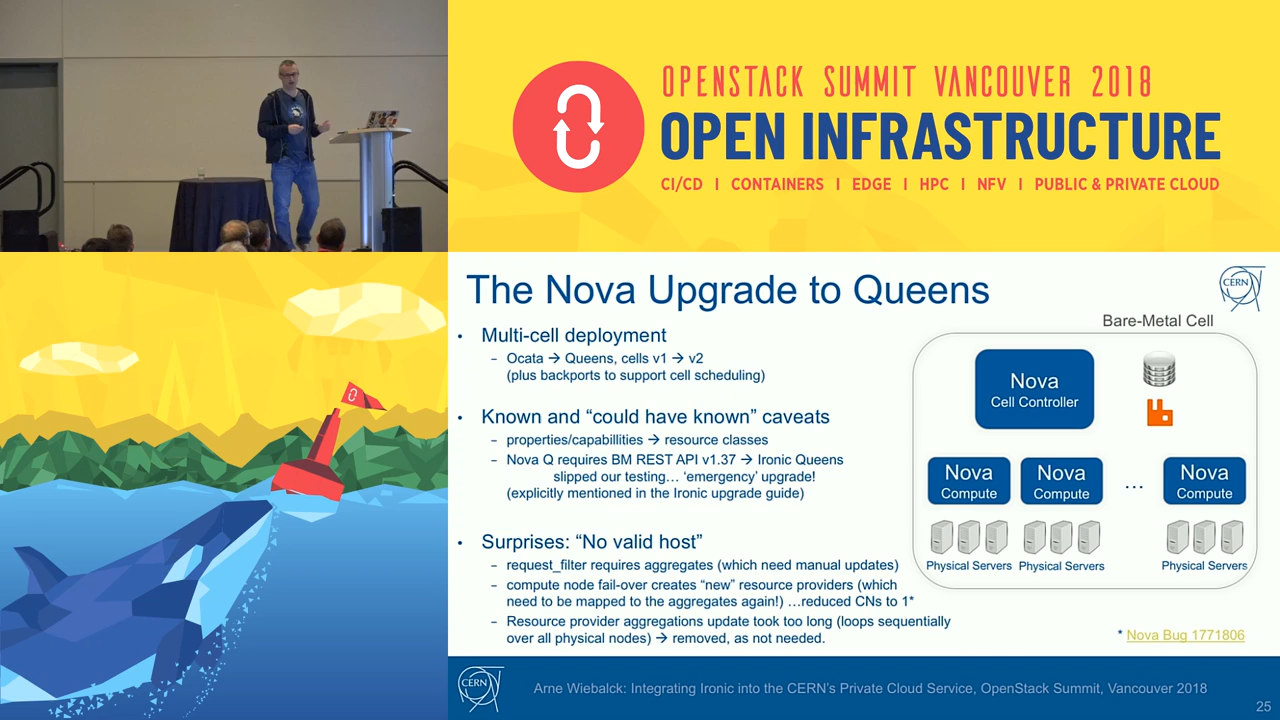 OPENSTACK SUMMIT VANCOUVER 2018
OPEN INFRASTRUCTURE
CI/CD | CONTAINERS | EDGE | HPC | NFV | PUBLIC & PRIVATE CLOUD
The Nova Upgrade to Queens
CERN
• Multi-cell deployment
– Ocata → Queens, cells v1 → v2
(plus backports to support cell scheduling)
• Known and “could have known” caveats
– properties/capabillities → resource classes
– Nova Q requires BM REST API v1.37 → Ironic Queens
slipped our testing… ‘emergency’ upgrade!
(explicitly mentioned in the Ironic upgrade guide)
• Surprises: “No valid host”
– request_filter requires aggregates (which need manual updates)
– compute node fail-over creates “new” resource providers (which
need to be mapped to the aggregates again!) …reduced CNs to 1*
– Resource provider aggregations update took too long (loops sequentially
over all physical nodes) → removed, as not needed.
Bare-Metal Cell
Nova
Cell Controller
Nova
Compute
Nova
Compute
…
Nova
Compute
Physical Servers
Physical Servers
Physical Servers
* Nova Bug 1771806
CERN
Arne Wiebalck: Integrating Ironic into the CERN’s Private Cloud Service, OpenStack Summit, Vancouver 2018
25